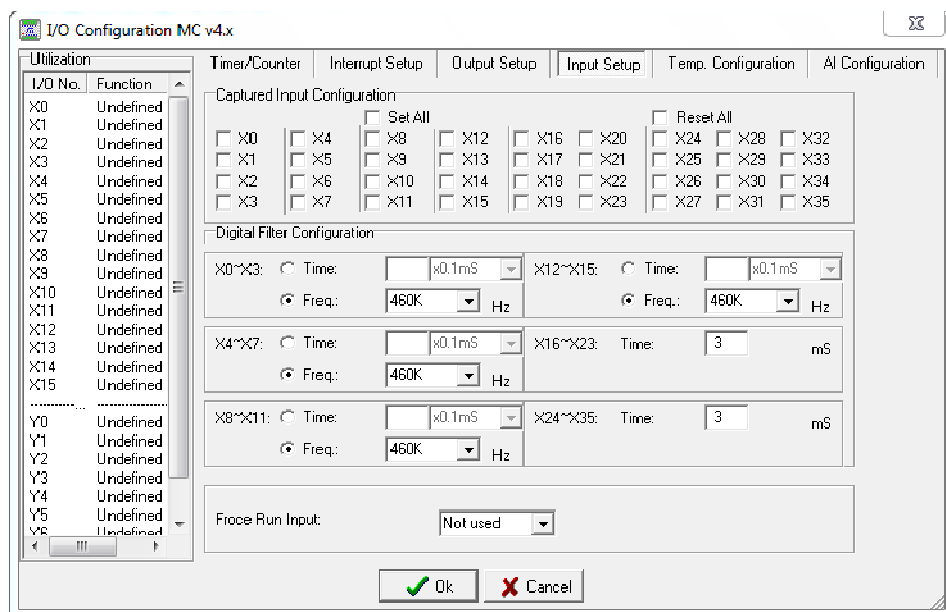 I/O Configuration MC v4.x
Utilization
I/O No. Function
X0 Undefined
X1 Undefined
X2 Undefined
X3 Undefined
X4 Undefined
X5 Undefined
X6 Undefined
X7 Undefined
X8 Undefined
X9 Undefined
X10 Undefined
X11 Undefined
X12 Undefined
X13 Undefined
X14 Undefined
X15 Undefined
Y0 Undefined
Y1 Undefined
Y2 Undefined
Y3 Undefined
Y4 Undefined
Y5 Undefined
Y6 Undefined
Timer/Counter Interrupt Setup Output Setup Input Setup Temp. Configuration AI Configuration
Captured Input Configuration
Set All Reset All
X0 X4 X8 X12 X16 X20 X24 X28 X32
X1 X5 X9 X13 X17 X21 X25 X29 X33
X2 X6 X10 X14 X18 X22 X26 X30 X34
X3 X7 X11 X15 X19 X23 X27 X31 X35
Digital Filter Configuration
X0~X3: Time: x0.1mS X12~X15: Time: x0.1mS
Freq.: 460K Hz Freq.: 460K Hz
X4~X7: Time: x0.1mS X16~X23: Time: 3 mS
Freq.: 460K Hz
X8~X11: Time: x0.1mS X24~X35: Time: 3 mS
Freq.: 460K Hz
Froce Run Input: Not used
Ok Cancel